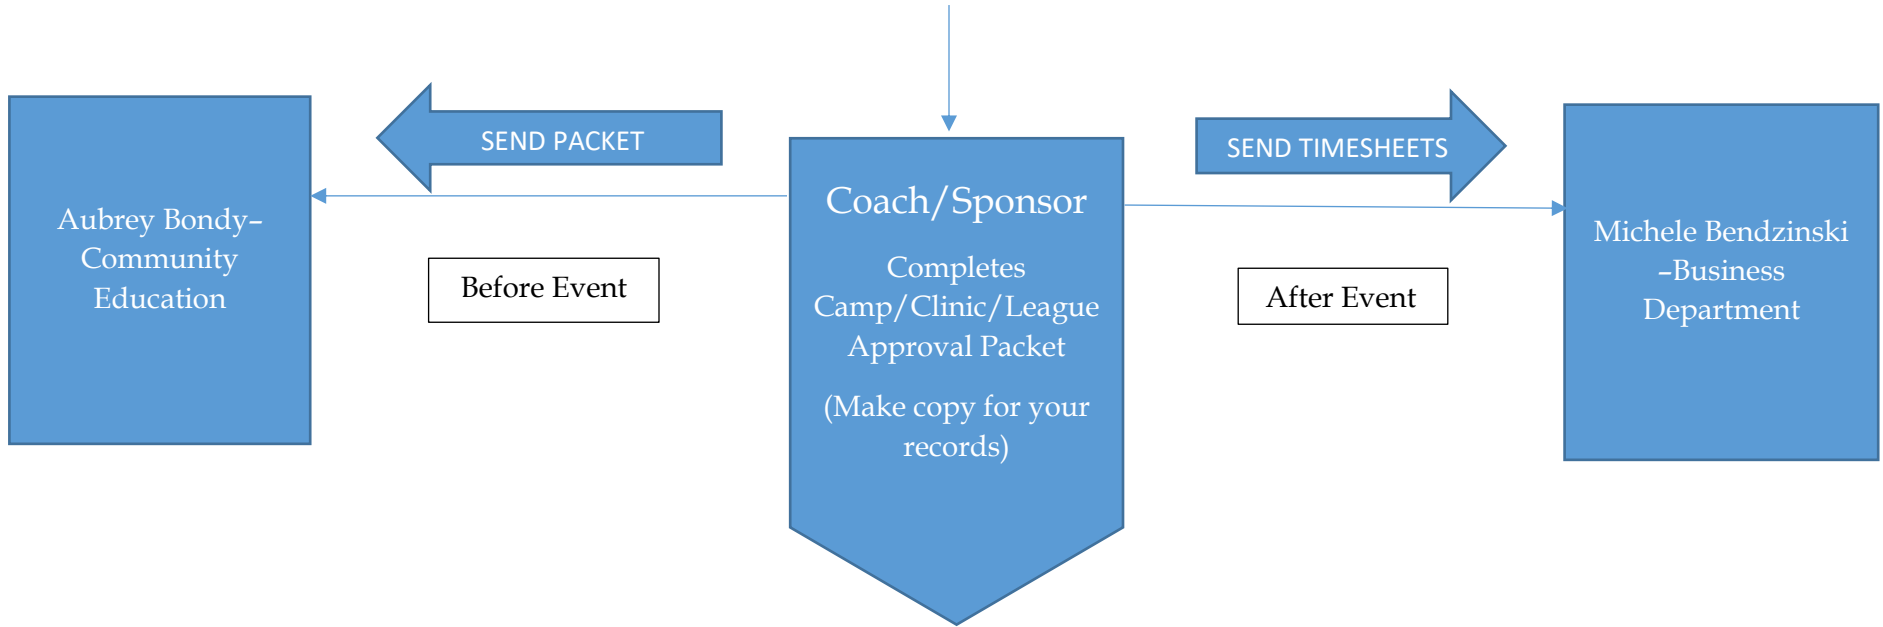 SEND PACKET
SEND TIMESHEETS
Aubrey Bondy–
Community
Education
Before Event
Coach/Sponsor
Completes
Camp/Clinic/League
Approval Packet
(Make copy for your
records)
After Event
Michele Bendzinski
–Business
Department